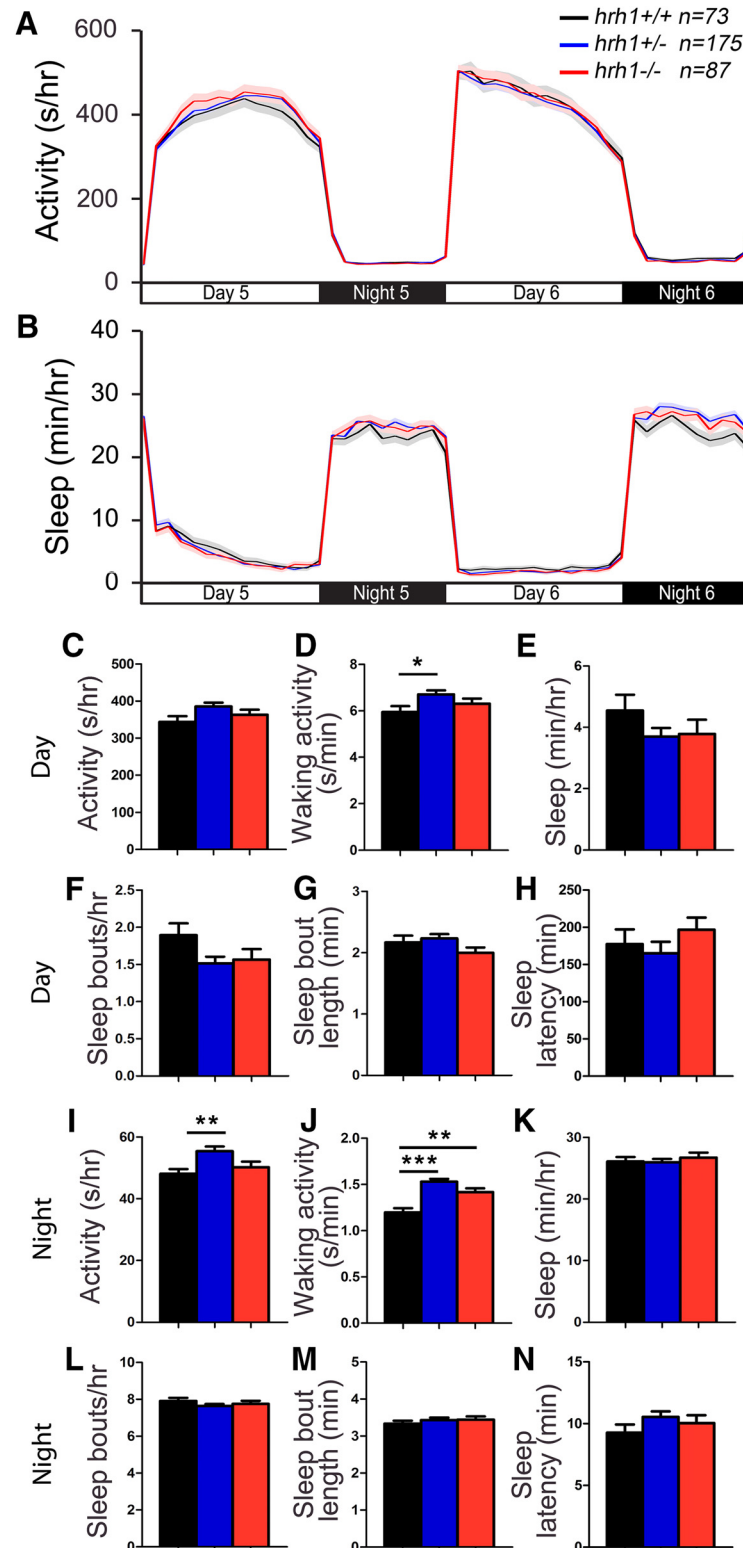 A
hrh1+/+ n=73
hrh1+/- n=175
hrh1-/- n=87
Activity (s/hr)
600
400
200
0
Day 5
Night 5
Day 6
Night 6
B
Sleep (min/hr)
40
30
20
10
0
Day 5
Night 5
Day 6
Night 6
C
Day
Activity (s/hr)
500
400
300
200
100
0
D
Waking activity
(s/min)
8
6
4
2
0
*
E
Sleep (min/hr)
6
4
2
0
F
Day
Sleep bouts/hr
2.5
2.0
1.5
1.0
0.5
0.0
G
Sleep bout
length (min)
3
2
1
0
H
Sleep
latency (min)
250
200
150
100
50
0
I
Night
Activity (s/hr)
60
40
20
0
**
J
Waking activity
(s/min)
2.0
1.5
1.0
0.5
0.0
**
***
K
Sleep (min/hr)
30
20
10
0
L
Night
Sleep bouts/hr
10
8
6
4
2
0
M
Sleep bout
length (min)
5
4
3
2
1
0
N
Sleep
latency (min)
15
10
5
0